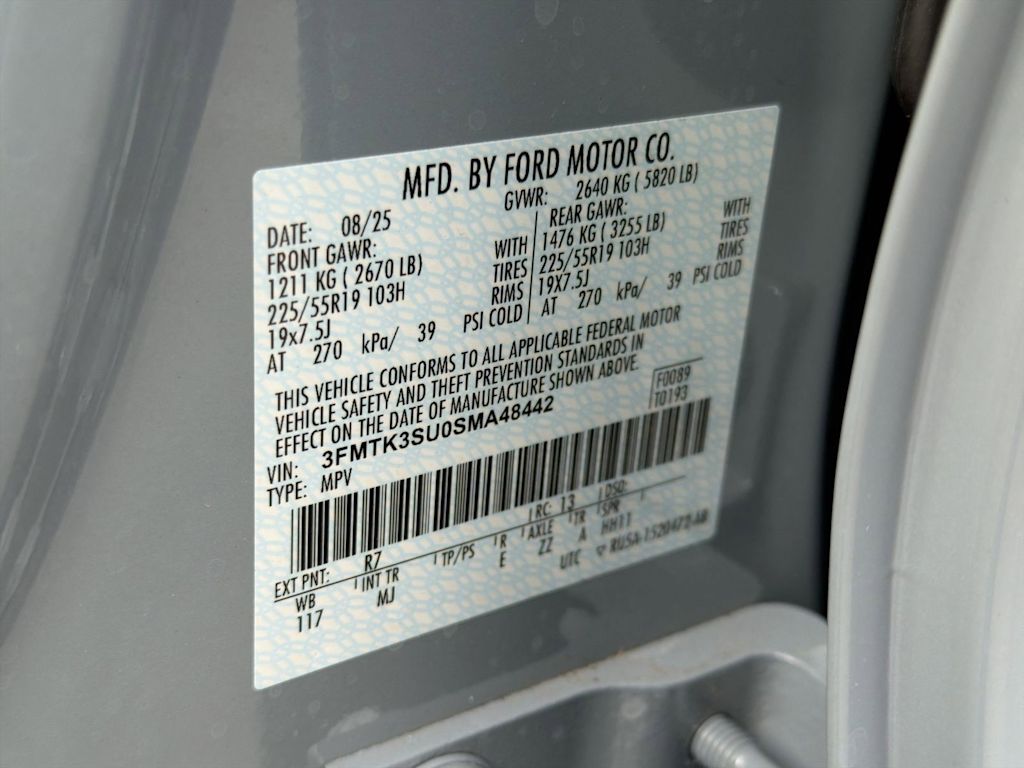 MFD. BY FORD MOTOR CO.
DATE: 08/25 GVWR: 2640 KG ( 5820 LB)
FRONT GAWR: REAR GAWR:
1211 KG ( 2670 LB) WITH 1476 KG ( 3255 LB) WITH
225/55R19 103H TIRES 225/55R19 103H TIRES
19x7.5J RIMS 19x7.5J RIMS
AT 270 kPa/ 39 PSI COLD AT 270 kPa/ 39 PSI COLD
THIS VEHICLE CONFORMS TO ALL APPLICABLE FEDERAL MOTOR
VEHICLE SAFETY AND THEFT PREVENTION STANDARDS IN
EFFECT ON THE DATE OF MANUFACTURE SHOWN ABOVE.
F0089
T0193
VIN: 3FMTK3SU0SMA48442
TYPE: MPV
EXT PNT: R7 RC: 13 DSO:
WB INT TR TP/PS R AXLE TR SPR
117 MJ E ZZ A HH11
UTC